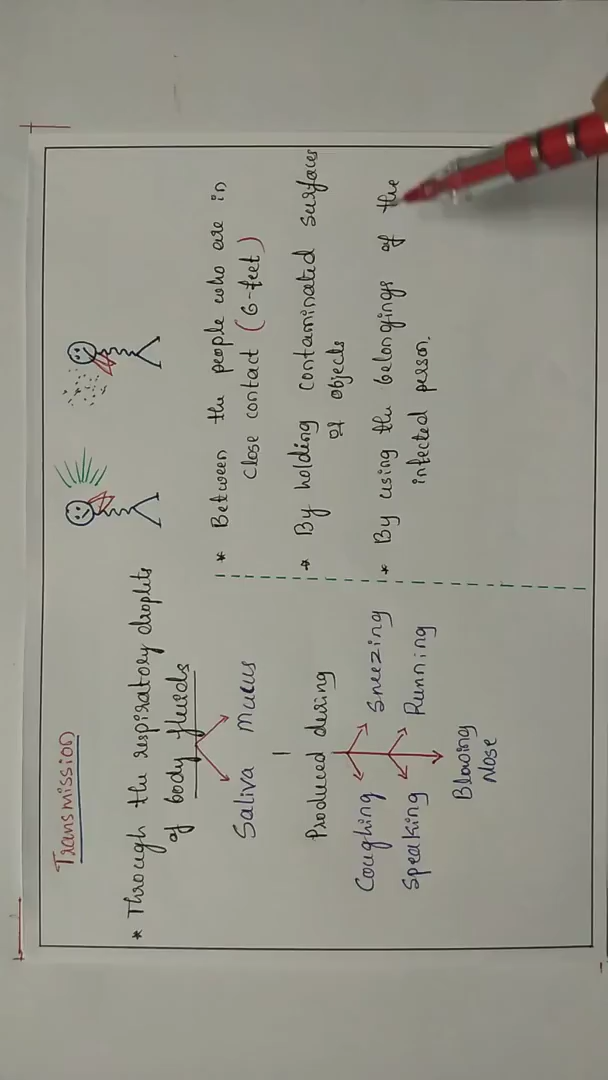 Transmission
* Through the respiratory droplets
of body fluids
Saliva Mucus
Produced during
Coughing Sneezing
Speaking Running
Blowing
Nose
* Between the people who are in
close contact (6-feet)
* By holding contaminated surfaces
or objects
* By using the belongings of the
infected person.